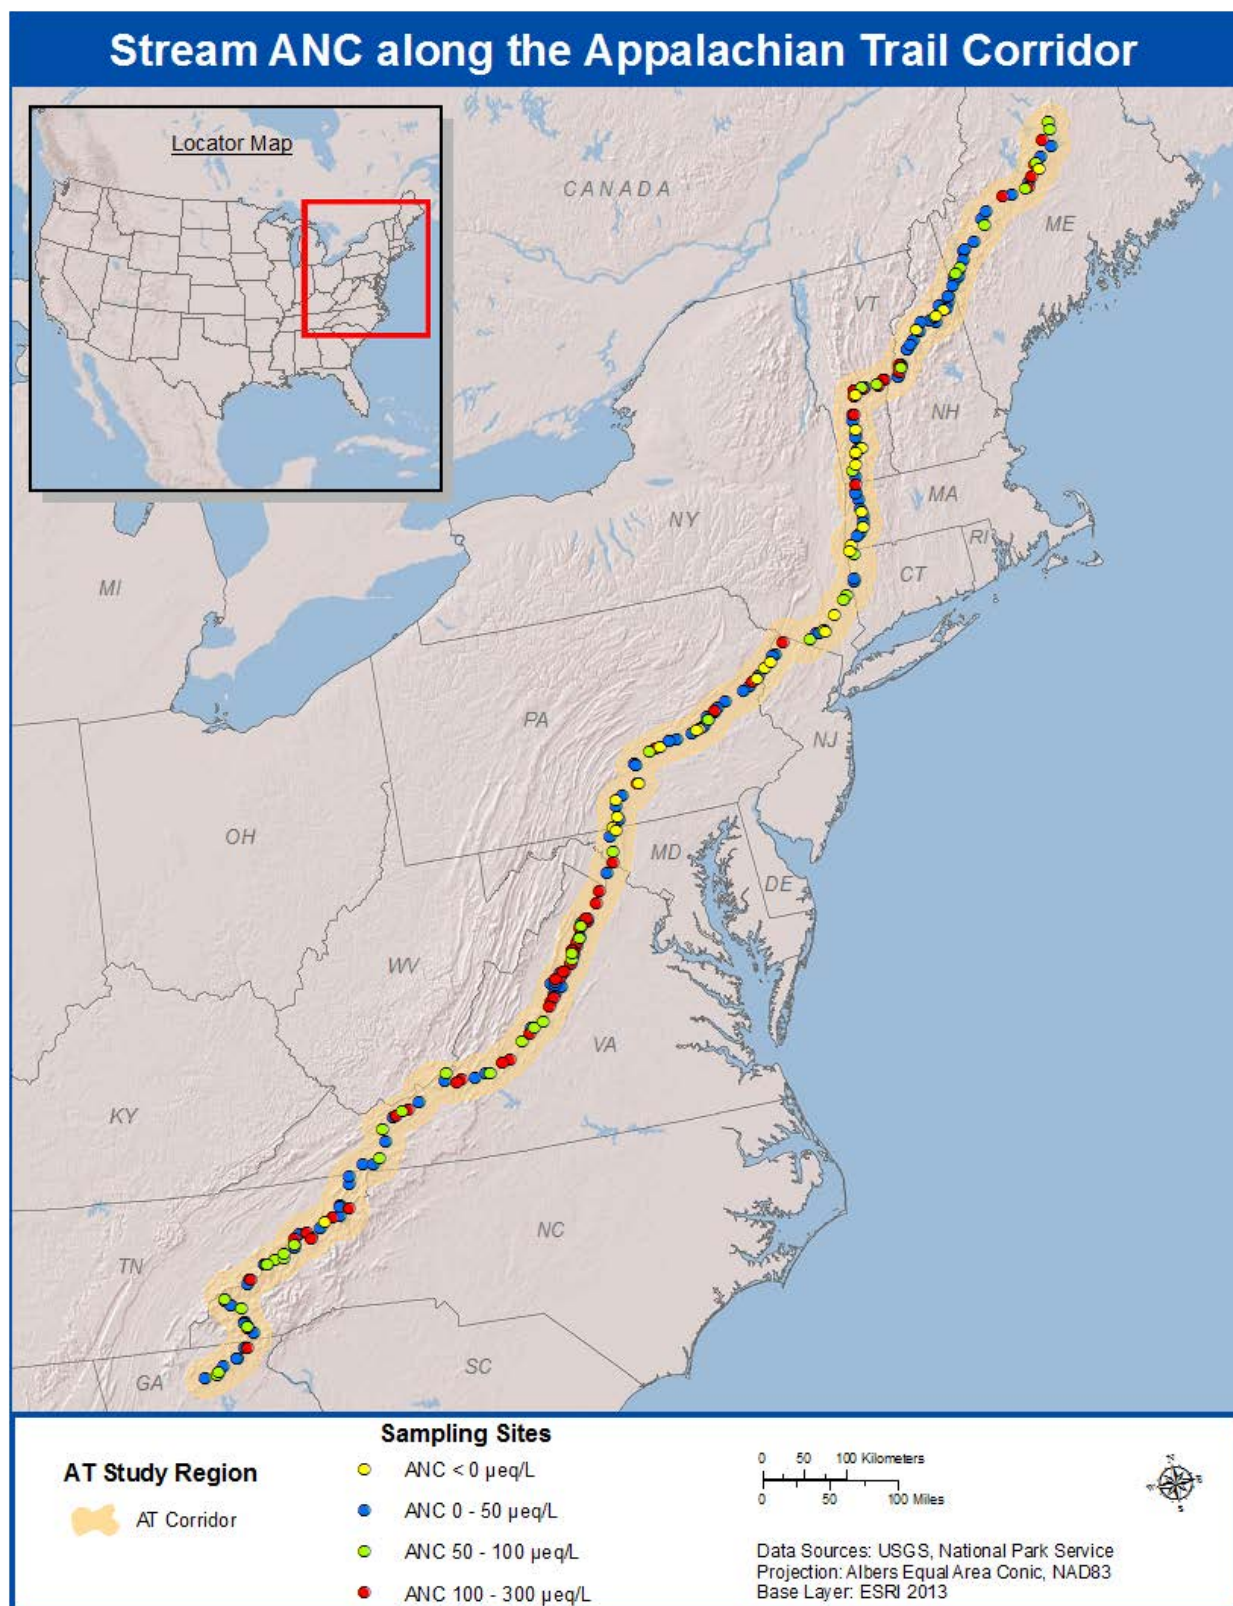 Stream ANC along the Appalachian Trail Corridor
Locator Map
CANADA
ME
VT
NH
MA
NY
RI
CT
MI
PA
NJ
OH
MD
DE
WV
VA
KY
NC
TN
SC
GA
Sampling Sites
AT Study Region
AT Corridor
ANC < 0 µeq/L
ANC 0 - 50 µeq/L
ANC 50 - 100 µeq/L
ANC 100 - 300 µeq/L
0 50 100 Kilometers
0 50 100 Miles
Data Sources: USGS, National Park Service
Projection: Albers Equal Area Conic, NAD83
Base Layer: ESRI 2013